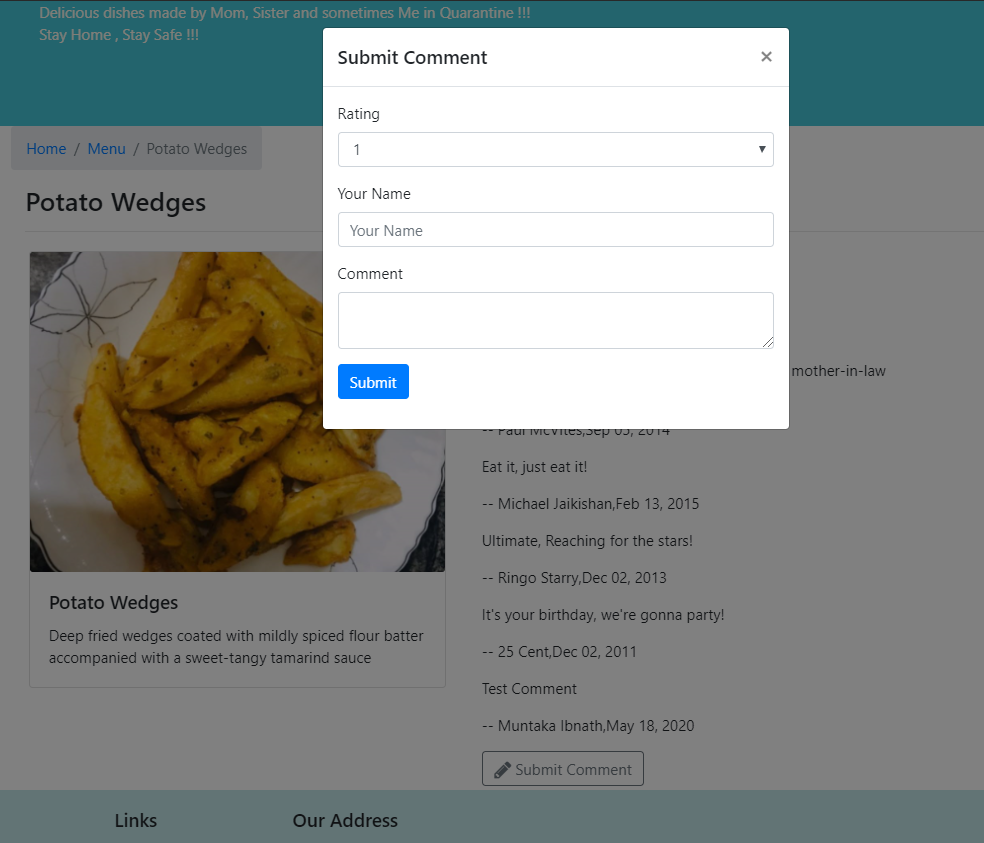 Delicious dishes made by Mom, Sister and sometimes Me in Quarantine !!!
Stay Home , Stay Safe !!!
Submit Comment
×
Rating
1
Your Name
Your Name
Comment
Submit
Home / Menu / Potato Wedges
Potato Wedges
Potato Wedges
Deep fried wedges coated with mildly spiced flour batter
accompanied with a sweet-tangy tamarind sauce
mother-in-law
-- Paul McVites,Sep 05, 2014
Eat it, just eat it!
-- Michael Jaikishan,Feb 13, 2015
Ultimate, Reaching for the stars!
-- Ringo Starry,Dec 02, 2013
It's your birthday, we're gonna party!
-- 25 Cent,Dec 02, 2011
Test Comment
-- Muntaka Ibnath,May 18, 2020
Submit Comment
Links
Our Address